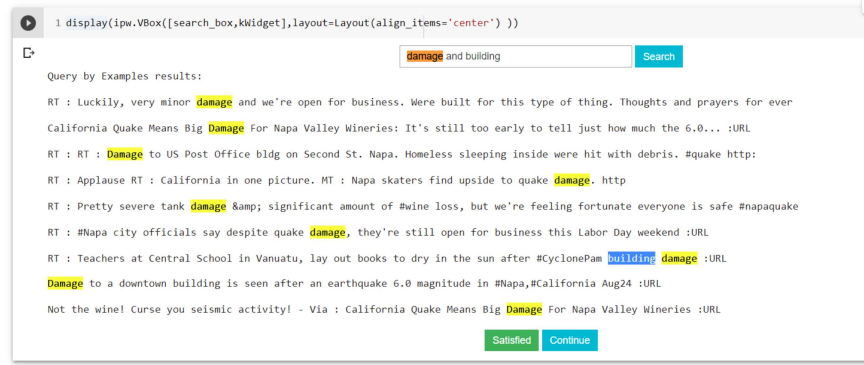 1 display(ipw.VBox([search_box,kWidget],layout=Layout(align_items='center') ))
damage and building Search
Query by Examples results:
RT : Luckily, very minor damage and we're open for business. Were built for this type of thing. Thoughts and prayers for ever
California Quake Means Big Damage For Napa Valley Wineries: It's still too early to tell just how much the 6.0... :URL
RT : RT : Damage to US Post Office bldg on Second St. Napa. Homeless sleeping inside were hit with debris. #quake http:
RT : Applause RT : California in one picture. MT : Napa skaters find upside to quake damage. http
RT : Pretty severe tank damage &amp; significant amount of #wine loss, but we're feeling fortunate everyone is safe #napaquake
RT : #Napa city officials say despite quake damage, they're still open for business this Labor Day weekend :URL
RT : Teachers at Central School in Vanuatu, lay out books to dry in the sun after #CyclonePam building damage :URL
Damage to a downtown building is seen after an earthquake 6.0 magnitude in #Napa,#California Aug24 :URL
Not the wine! Curse you seismic activity! - Via : California Quake Means Big Damage For Napa Valley Wineries :URL
Satisfied Continue